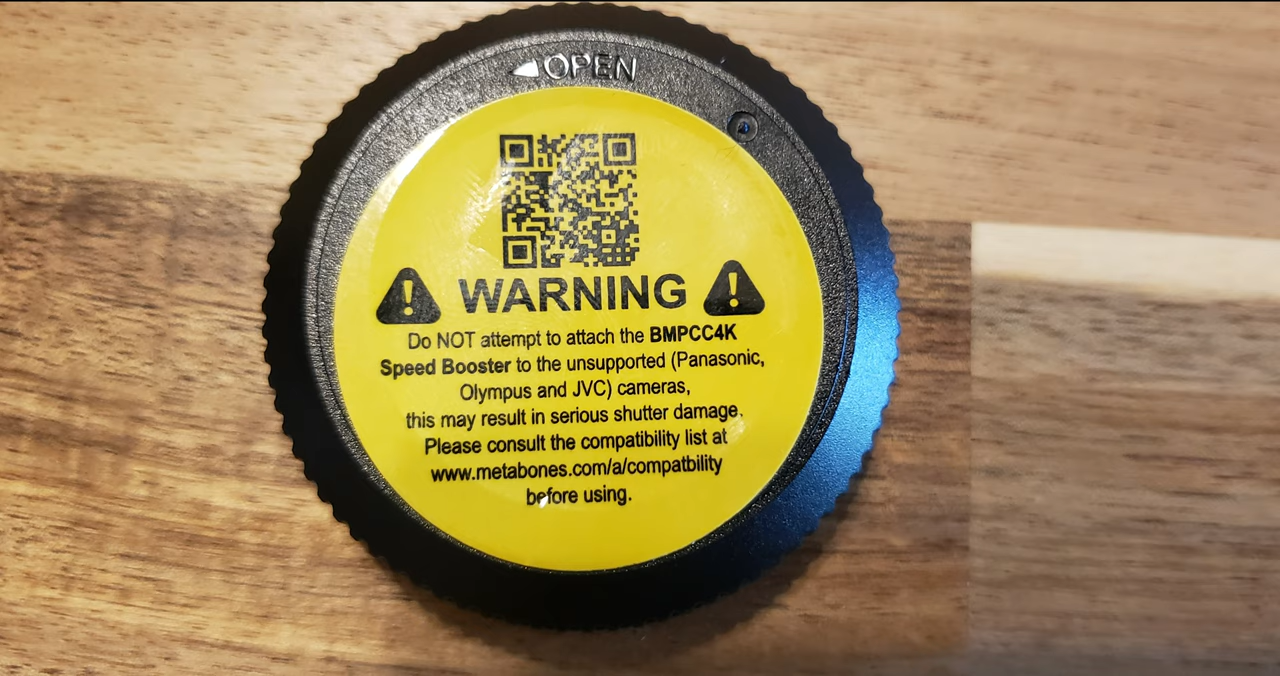 OPEN
WARNING
Do NOT attempt to attach the BMPCC4K
Speed Booster to the unsupported (Panasonic,
Olympus and JVC) cameras,
this may result in serious shutter damage.
Please consult the compatibility list at
www.metabones.com/a/compatbility
before using.